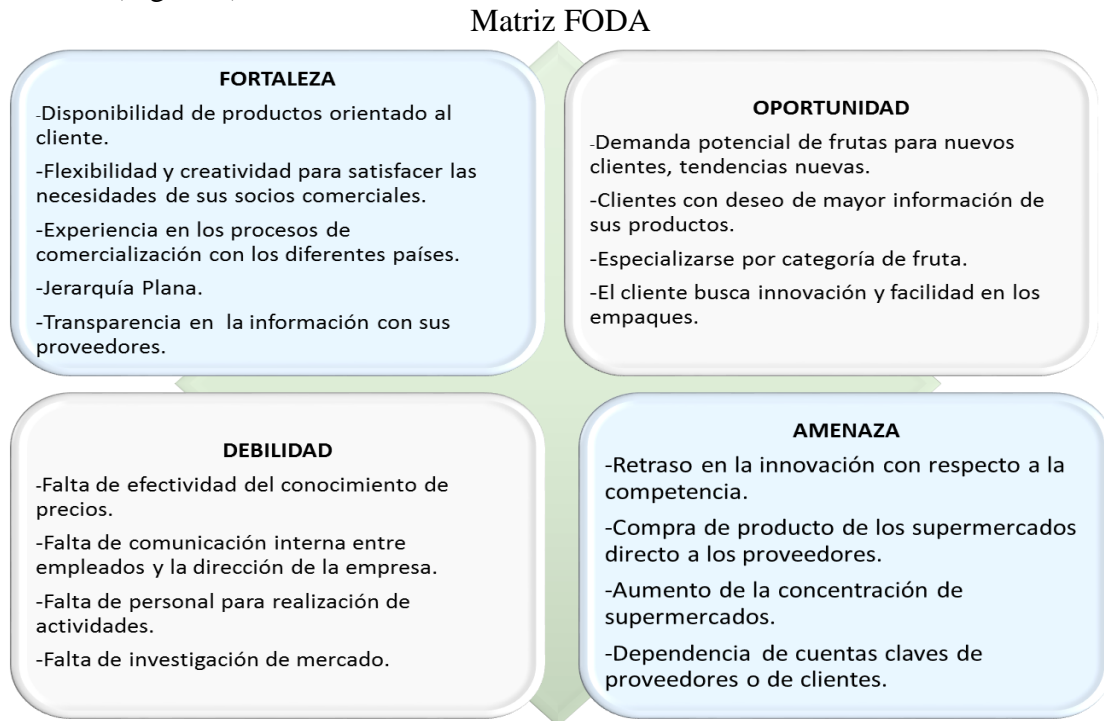 Matriz FODA
FORTALEZA
-Disponibilidad de productos orientado al
cliente.
-Flexibilidad y creatividad para satisfacer las
necesidades de sus socios comerciales.
-Experiencia en los procesos de
comercialización con los diferentes países.
-Jerarquía Plana.
-Transparencia en la información con sus
proveedores.
OPORTUNIDAD
-Demanda potencial de frutas para nuevos
clientes, tendencias nuevas.
-Clientes con deseo de mayor información de
sus productos.
-Especializarse por categoría de fruta.
-El cliente busca innovación y facilidad en los
empaques.
DEBILIDAD
-Falta de efectividad del conocimiento de
precios.
-Falta de comunicación interna entre
empleados y la dirección de la empresa.
-Falta de personal para realización de
actividades.
-Falta de investigación de mercado.
AMENAZA
-Retraso en la innovación con respecto a la
competencia.
-Compra de producto de los supermercados
directo a los proveedores.
-Aumento de la concentración de
supermercados.
-Dependencia de cuentas claves de
proveedores o de clientes.